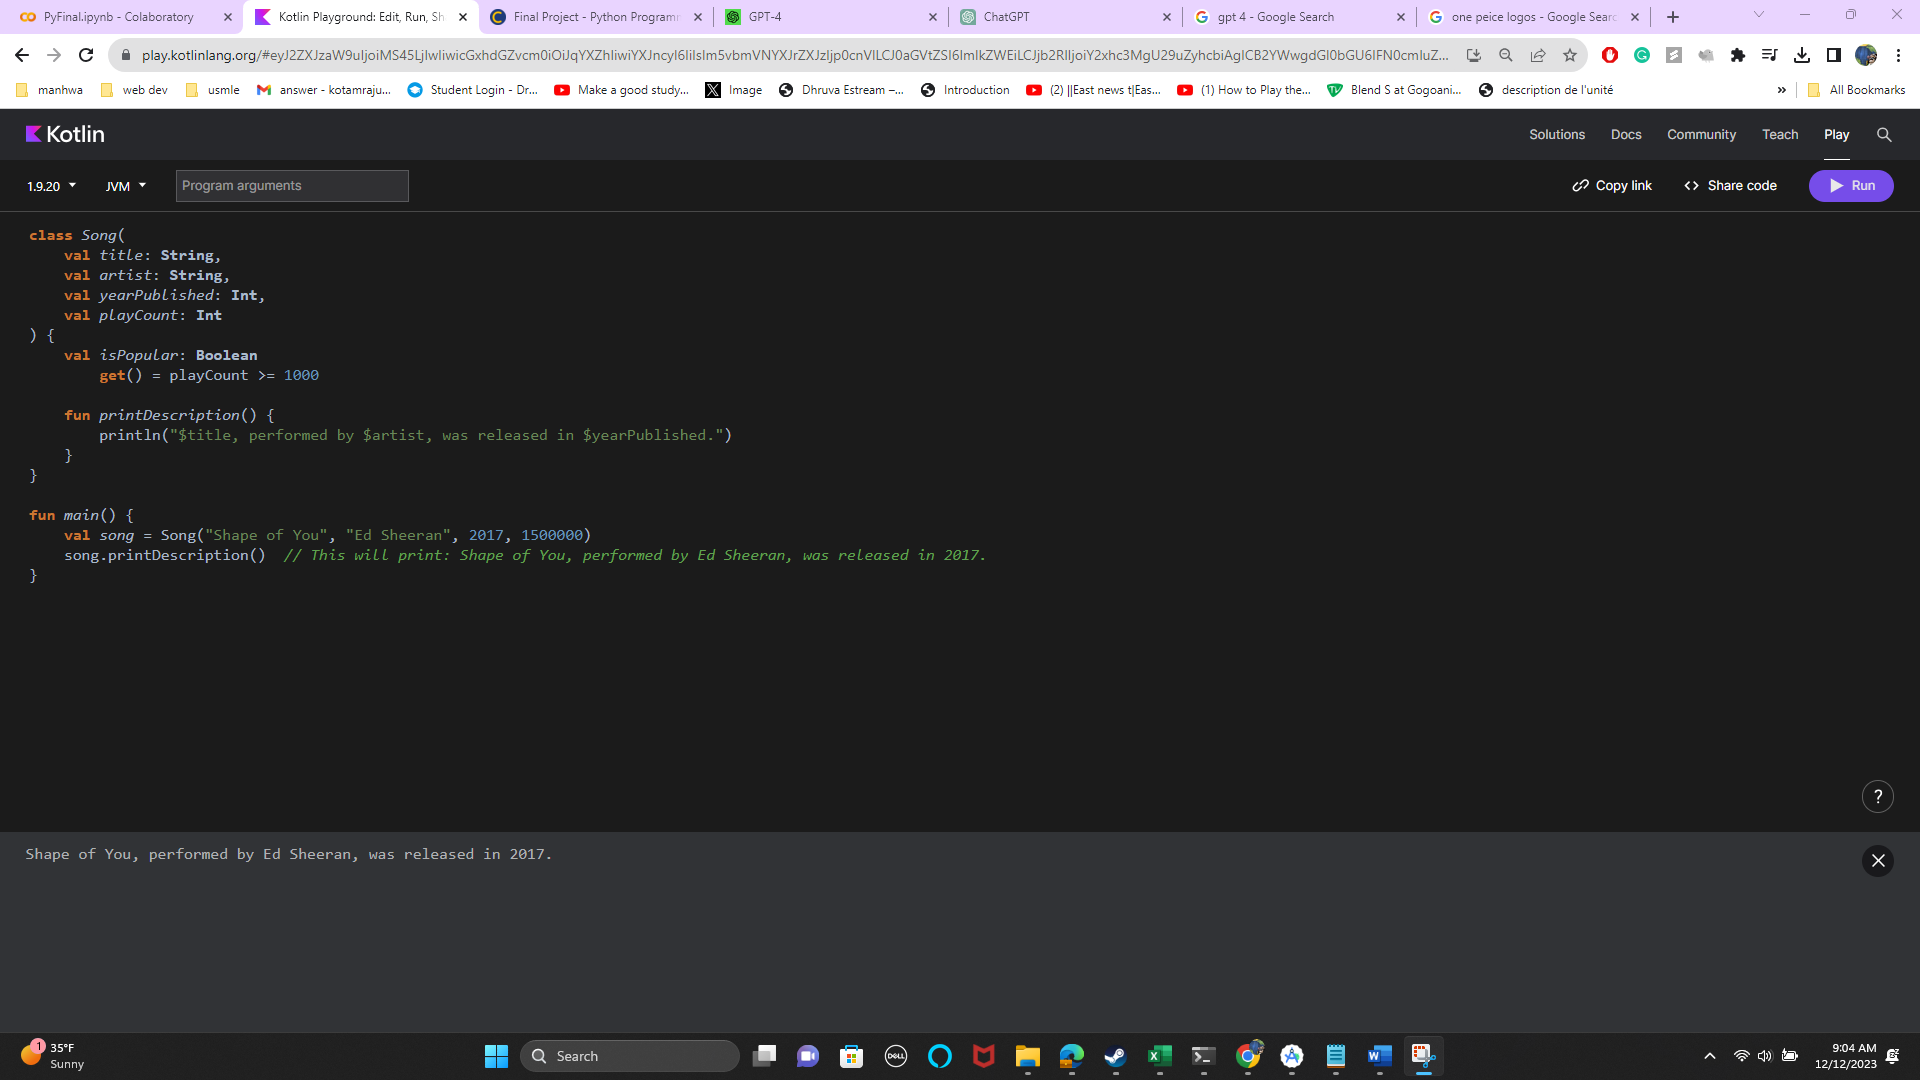 PyFinal.ipynb - Colaboratory
Kotlin Playground: Edit, Run, Sh
Final Project - Python Programm
GPT-4
ChatGPT
gpt 4 - Google Search
one peice logos - Google Searc
manhwa
web dev
usmle
answer - kotamraju...
Student Login - Dr...
Make a good study...
Image
Dhruva Estream –...
Introduction
(2) ||East news t|Eas...
(1) How to Play the...
Blend S at Gogoani...
description de l'unité
»
All Bookmarks
Kotlin
Solutions
Docs
Community
Teach
Play
1.9.20
JVM
Program arguments
Copy link
Share code
Run
class Song(
val title: String,
val artist: String,
val yearPublished: Int,
val playCount: Int
) {
val isPopular: Boolean
get() = playCount >= 1000
fun printDescription() {
println("$title, performed by $artist, was released in $yearPublished.")
}
}
fun main() {
val song = Song("Shape of You", "Ed Sheeran", 2017, 1500000)
song.printDescription()  // This will print: Shape of You, performed by Ed Sheeran, was released in 2017.
}
?
Shape of You, performed by Ed Sheeran, was released in 2017.
1
35°F
Sunny
Search
DELL
9:04 AM
12/12/2023